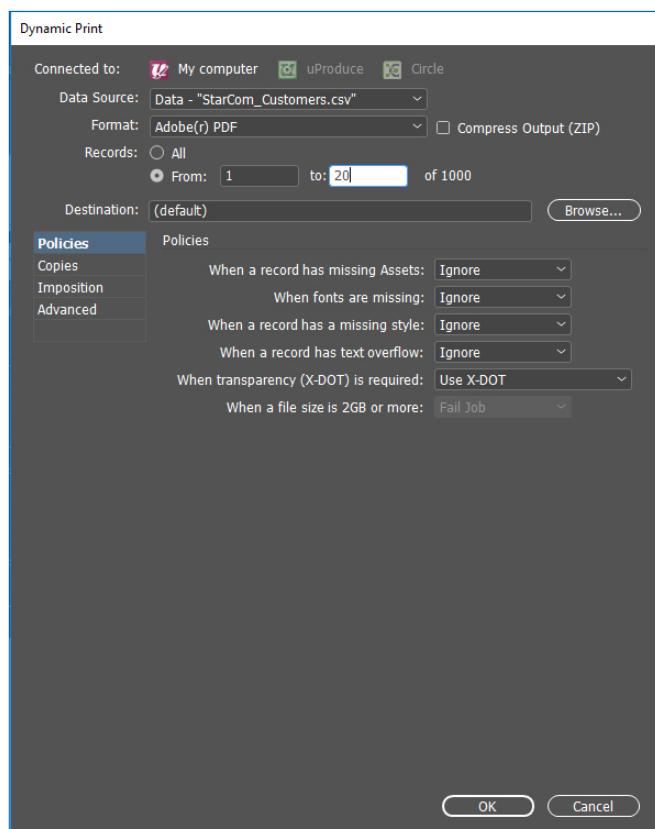 Dynamic Print
Connected to: My computer uProduce Circle
Data Source: Data - "StarCom_Customers.csv"
Format: Adobe(r) PDF Compress Output (ZIP)
Records: All
From: 1 to: 20 of 1000
Destination: (default) Browse...
Policies
Copies
Imposition
Advanced
Policies
When a record has missing Assets: Ignore
When fonts are missing: Ignore
When a record has a missing style: Ignore
When a record has text overflow: Ignore
When transparency (X-DOT) is required: Use X-DOT
When a file size is 2GB or more: Fail Job
OK Cancel